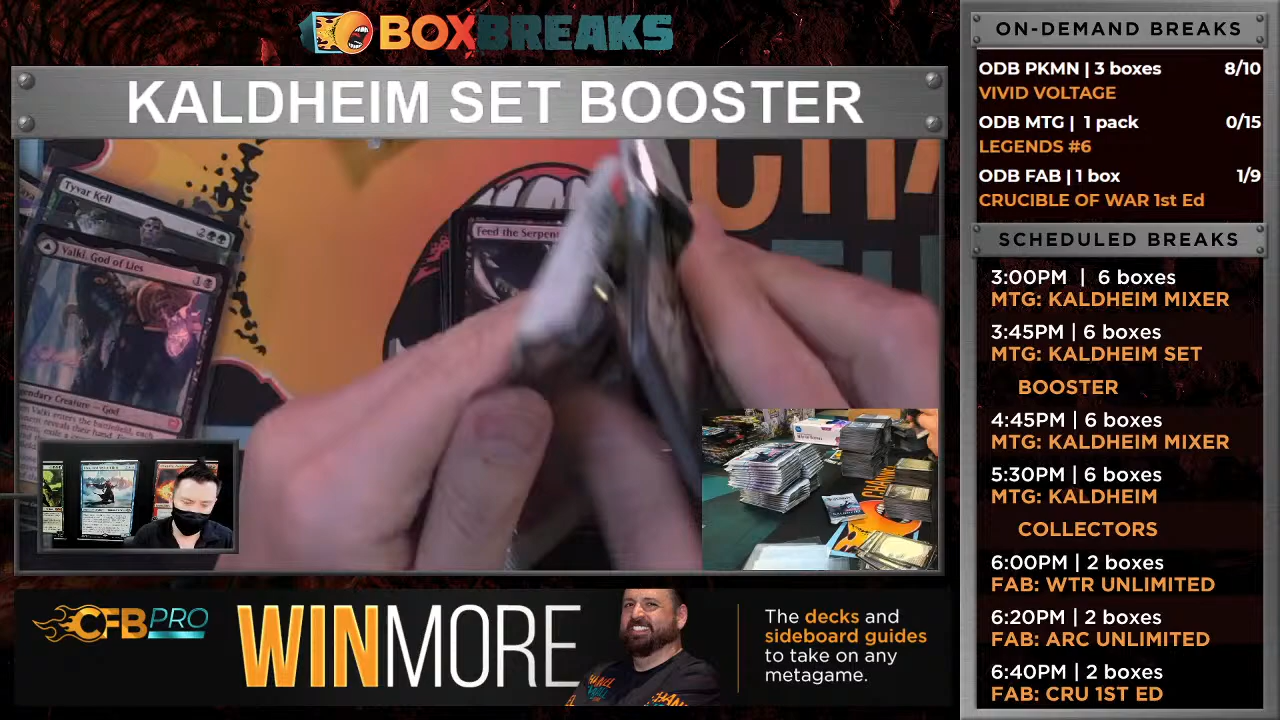 BOXBREAKS
KALDHEIM SET BOOSTER
Tyvar Kell
Valki, God of Lies
Feed the Serpent
CFBPRO
WINMORE
The decks and
sideboard guides
to take on any
metagame.
ON-DEMAND BREAKS
ODB PKMN | 3 boxes 8/10
VIVID VOLTAGE
ODB MTG | 1 pack 0/15
LEGENDS #6
ODB FAB | 1 box 1/9
CRUCIBLE OF WAR 1st Ed
SCHEDULED BREAKS
3:00PM | 6 boxes
MTG: KALDHEIM MIXER
3:45PM | 6 boxes
MTG: KALDHEIM SET
BOOSTER
4:45PM | 6 boxes
MTG: KALDHEIM MIXER
5:30PM | 6 boxes
MTG: KALDHEIM
COLLECTORS
6:00PM | 2 boxes
FAB: WTR UNLIMITED
6:20PM | 2 boxes
FAB: ARC UNLIMITED
6:40PM | 2 boxes
FAB: CRU 1ST ED